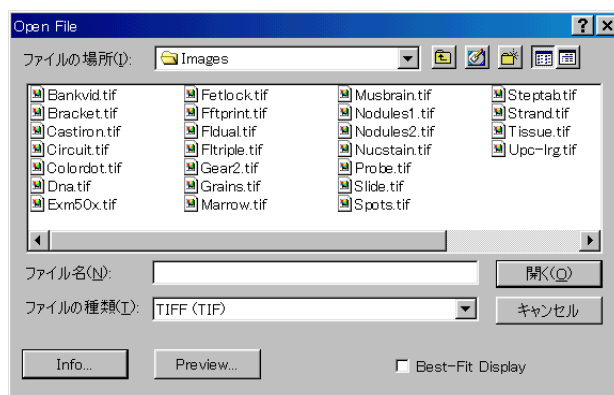 Open File
ファイルの場所(I): Images
Bankvid.tif Fetlock.tif Musbrain.tif Steptab.tif
Bracket.tif Fftprint.tif Nodules1.tif Strand.tif
Castiron.tif Fldual.tif Nodules2.tif Tissue.tif
Circuit.tif Fltriple.tif Nucstain.tif Upc-lrg.tif
Colordot.tif Gear2.tif Probe.tif
Dna.tif Grains.tif Slide.tif
Exm50x.tif Marrow.tif Spots.tif
ファイル名(N): 開く(O)
ファイルの種類(T): TIFF (TIF) キャンセル
Info... Preview... Best-Fit Display